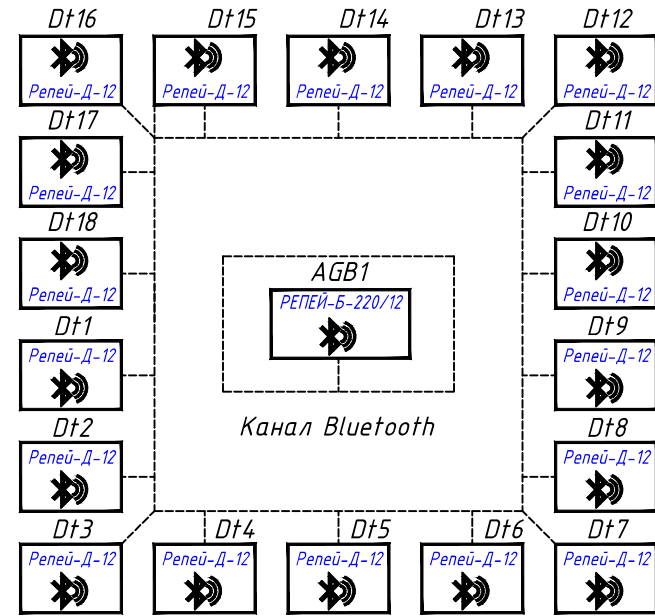 Dt16 Dt15 Dt14 Dt13 Dt12
Репей-Д-12 Репей-Д-12 Репей-Д-12 Репей-Д-12 Репей-Д-12
Dt17 Dt11
Репей-Д-12 Репей-Д-12
Dt18 Dt10
Репей-Д-12 Репей-Д-12
AGB1
РЕПЕЙ-Б-220/12
Dt1 Dt9
Репей-Д-12 Репей-Д-12
Канал Bluetooth
Dt2 Dt8
Репей-Д-12 Репей-Д-12
Dt3 Dt4 Dt5 Dt6 Dt7
Репей-Д-12 Репей-Д-12 Репей-Д-12 Репей-Д-12 Репей-Д-12